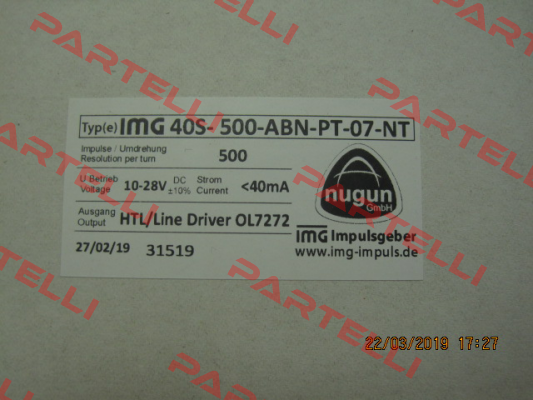 PARTELLI
PARTELLI
PARTELLI
Typ(e) IMG 40S- 500-ABN-PT-07-NT
Impulse / Umdrehung
Resolution per turn
500
U.Betrieb
Voltage
10-28V
DC
±10%
Strom
Current
<40mA
nugun
GmbH
Ausgang
Output
HTL/Line Driver OL7272
IMG Impulsgeber
27/02/19 31519
www.img-impuls.de
PARTELLI
22/03/2019 17:27
PARTELLI
PARTELLI